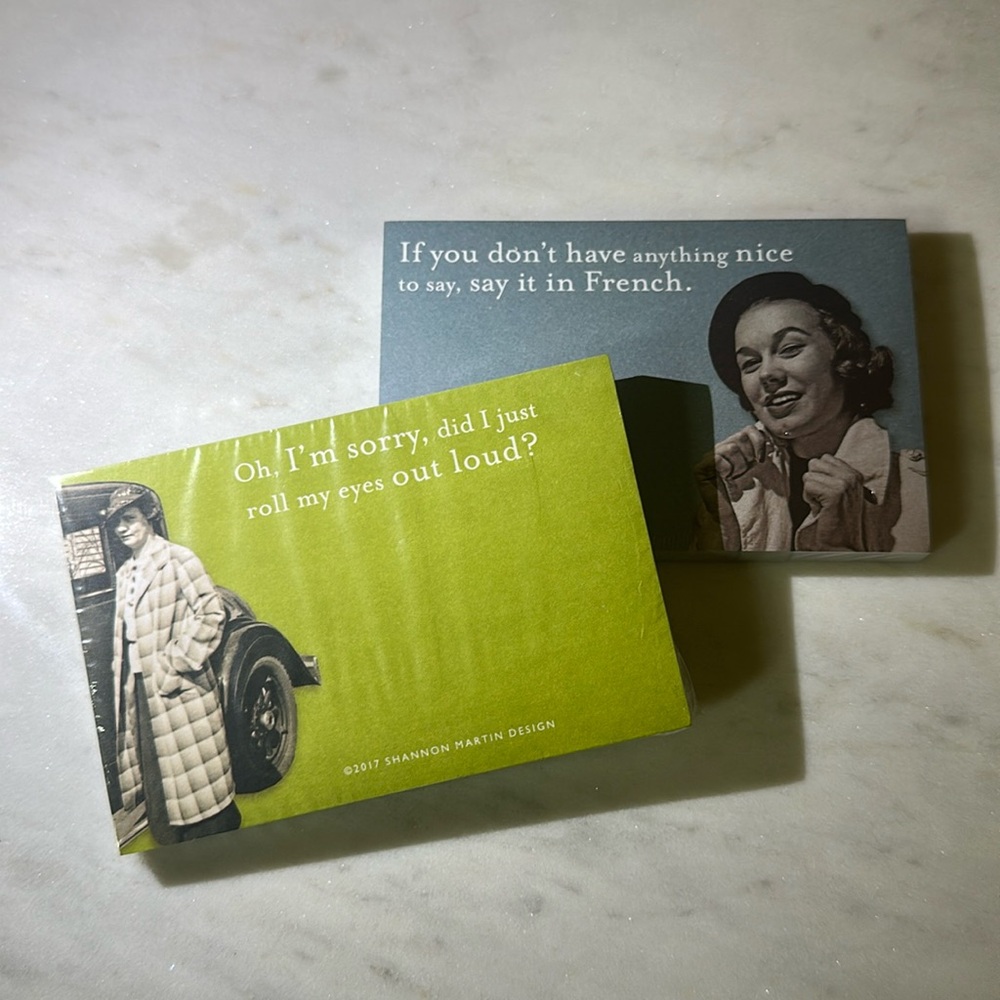 If you don't have anything nice
to say, say it in French.
Oh, I'm sorry, did I just
roll my eyes out loud?
©2017 SHANNON MARTIN DESIGN